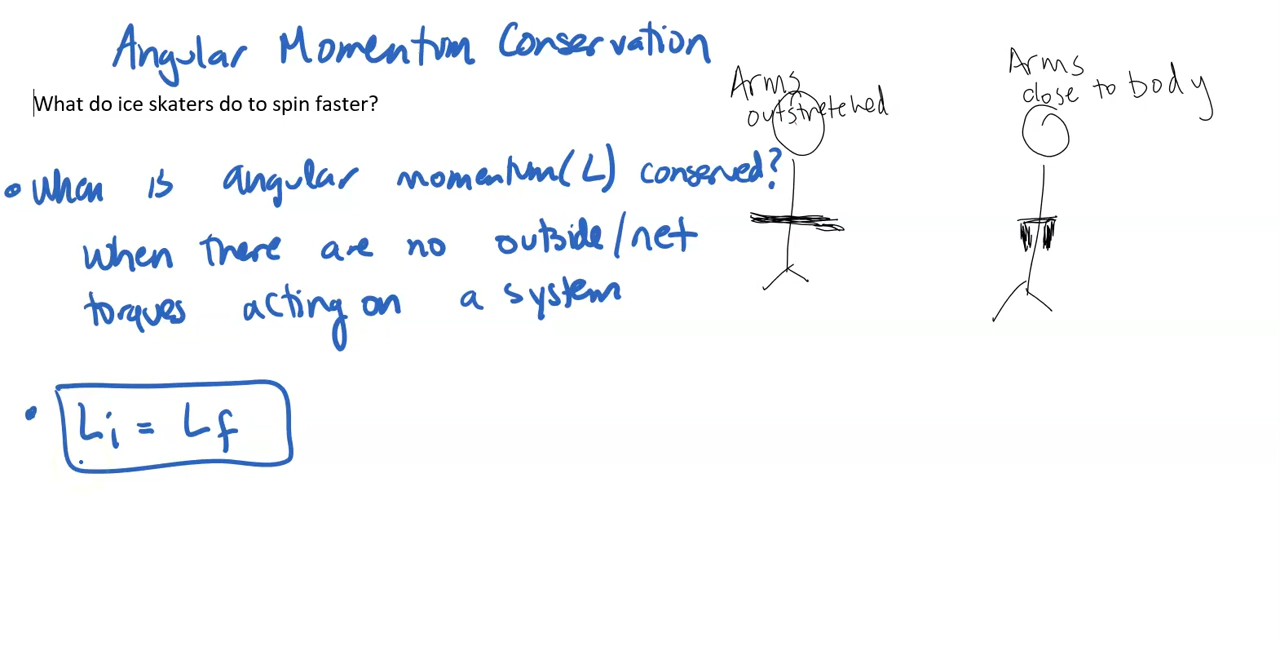 Angular Momentum Conservation
What do ice skaters do to spin faster?
Arms
outstretched
Arms
close to body
• When is angular momentum (L) conserved?
when there are no outside/net
torques acting on a system
• Li = Lf